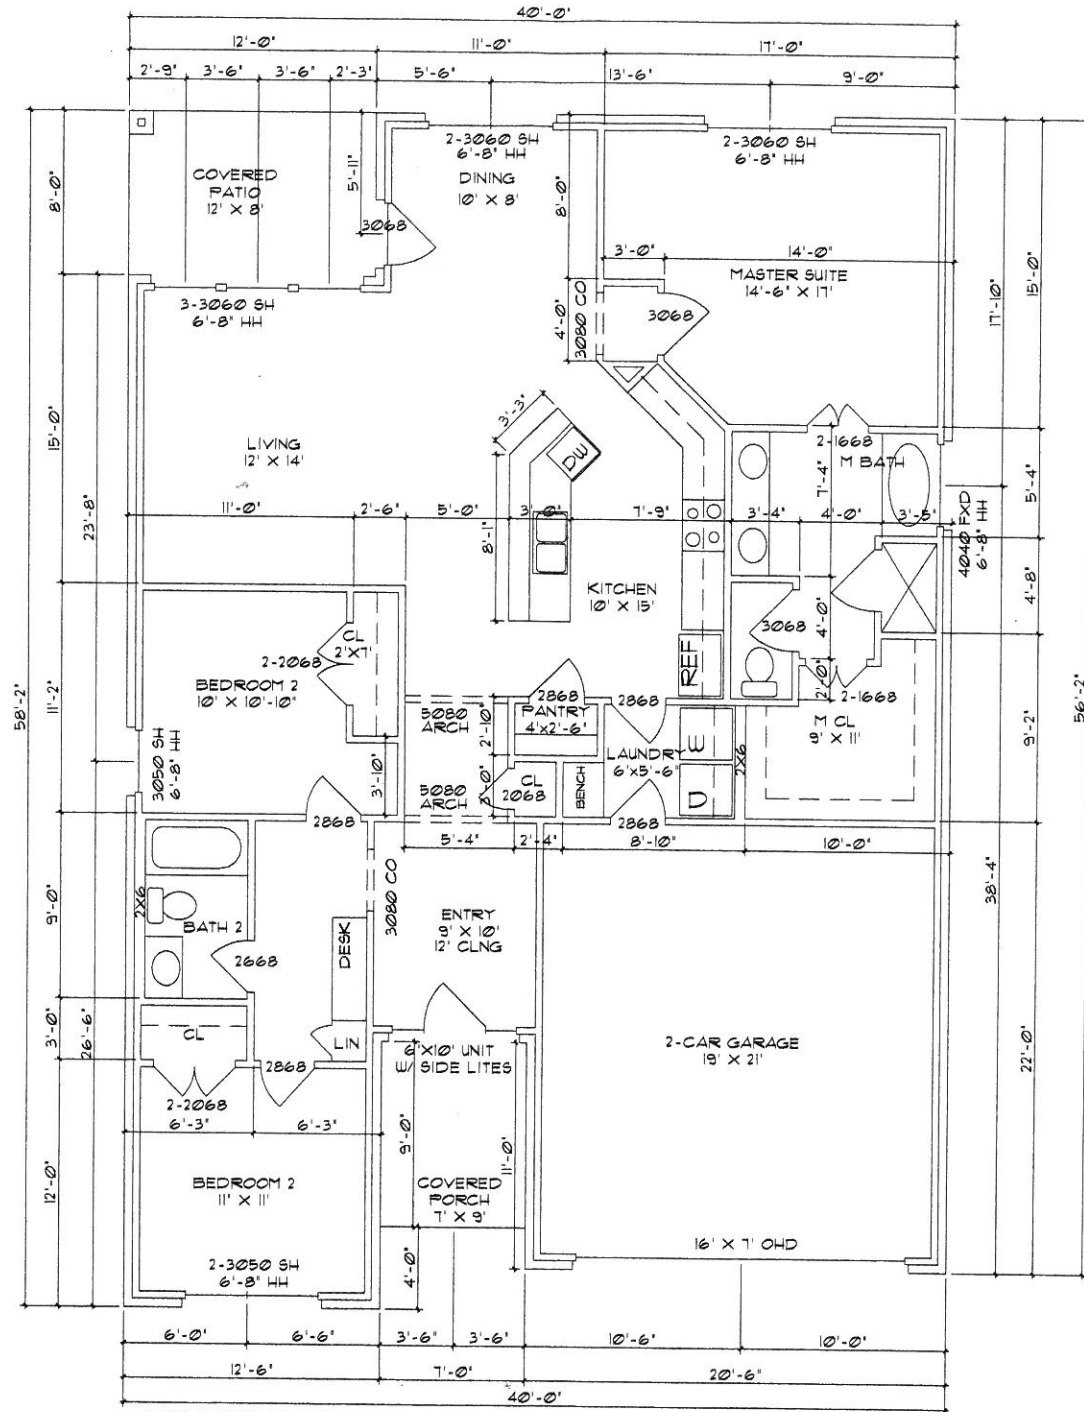 40'-0"
12'-0" 11'-0" 17'-0"
2'-9" 3'-6" 3'-6" 2'-3" 5'-6" 13'-6" 9'-0"
COVERED
PATIO
12' X 8'
8'-0"
5'-11"
3068
2-3060 SH
6'-8" HH
DINING
10' X 8'
8'-0"
2-3060 SH
6'-8" HH
3'-0" 14'-0"
MASTER SUITE
14'-6" X 17'
3068
4'-0"
3080 CO
17'-10"
15'-0"
3-3060 SH
6'-8" HH
LIVING
12' X 14'
15'-0"
23'-8"
3'-3"
DW
2-1668
M BATH
7'-4"
5'-4"
11'-0" 2'-6" 5'-0" 3'-0" 7'-9" 3'-4" 4'-0" 3'-5"
8'-1"
4040 FXD
6'-8" HH
KITCHEN
10' X 15'
REF
3068
4'-0"
4'-8"
2'-0"
2-1668
M CL
9' X 11'
9'-2"
CL
2'X7'
2-2068
BEDROOM 2
10' X 10'-10"
11'-2"
58'-2"
56'-2"
3050 SH
6'-8" HH
3'-10"
5080
ARCH
2'-10"
2868
PANTRY
4'x2'-6"
2868
LAUNDRY
6'x5'-6"
W
2X6
5080
ARCH
3'-0"
CL
2068
BENCH
D
2868
2868
5'-4" 2'-4" 8'-10" 10'-0"
2X6
BATH 2
9'-0"
2668
DESK
3080 CO
ENTRY
9' X 10'
12' CLNG
38'-4"
CL
3'-0"
26'-6"
LIN
2868
6'X10' UNIT
W/ SIDE LITES
2-CAR GARAGE
19' X 21'
22'-0"
2-2068
6'-3" 6'-3"
9'-0"
11'-0"
BEDROOM 2
11' X 11'
12'-0"
COVERED
PORCH
7' X 9'
16' X 7' OHD
2-3050 SH
6'-8" HH
4'-0"
6'-0" 6'-6" 3'-6" 3'-6" 10'-6" 10'-0"
12'-6" 7'-0" 20'-6"
40'-0"